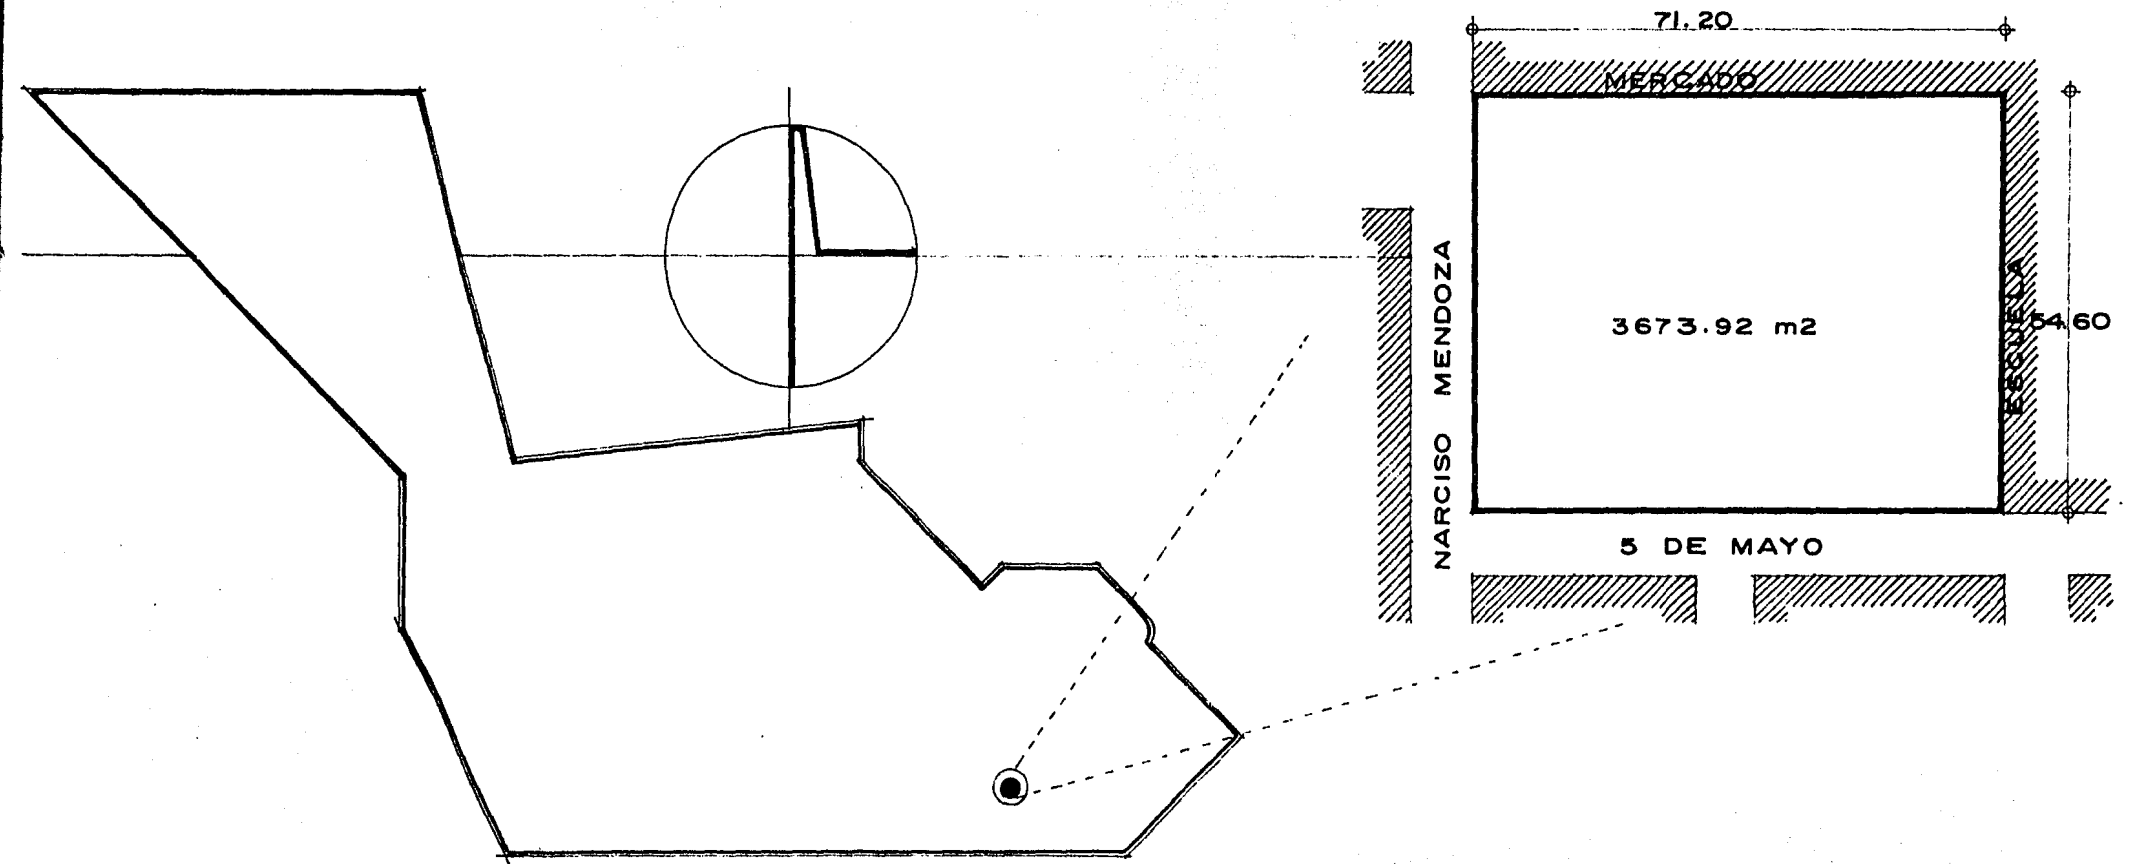 71.20
MERCADO
NARCISO MENDOZA
3673.92 m2
ESCUELA
54.60
5 DE MAYO